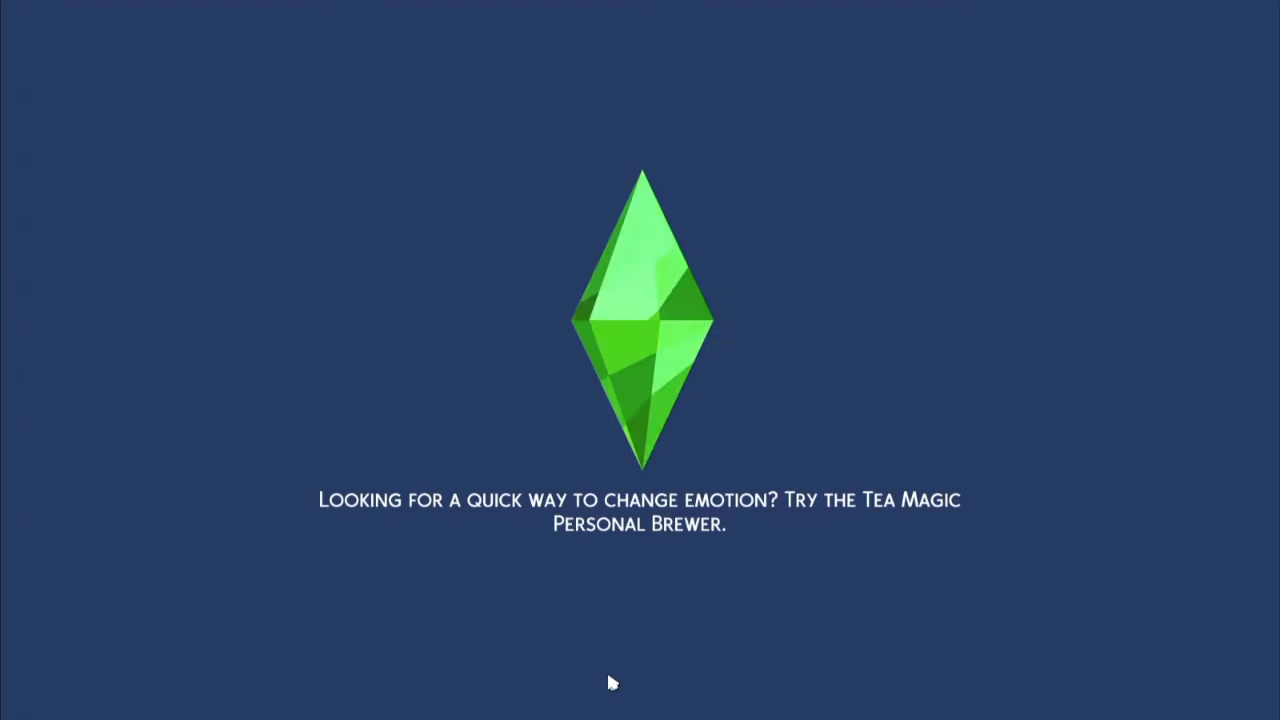 Looking for a quick way to change emotion? Try the Tea Magic
Personal Brewer.